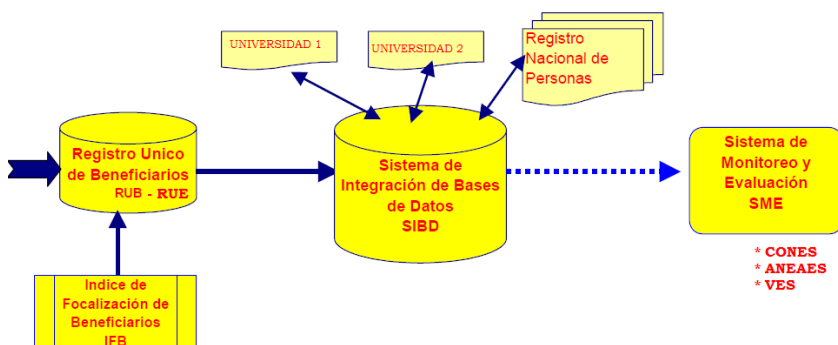 UNIVERSIDAD 1
UNIVERSIDAD 2
Registro
Nacional de
Personas
Registro Unico
de Beneficiarios
RUB - RUE
Sistema de
Integración de Bases
de Datos
SIBD
Sistema de
Monitoreo y
Evaluación
SME
* CONES
* ANEAES
* VES
Indice de
Focalización de
Beneficiarios
IFB